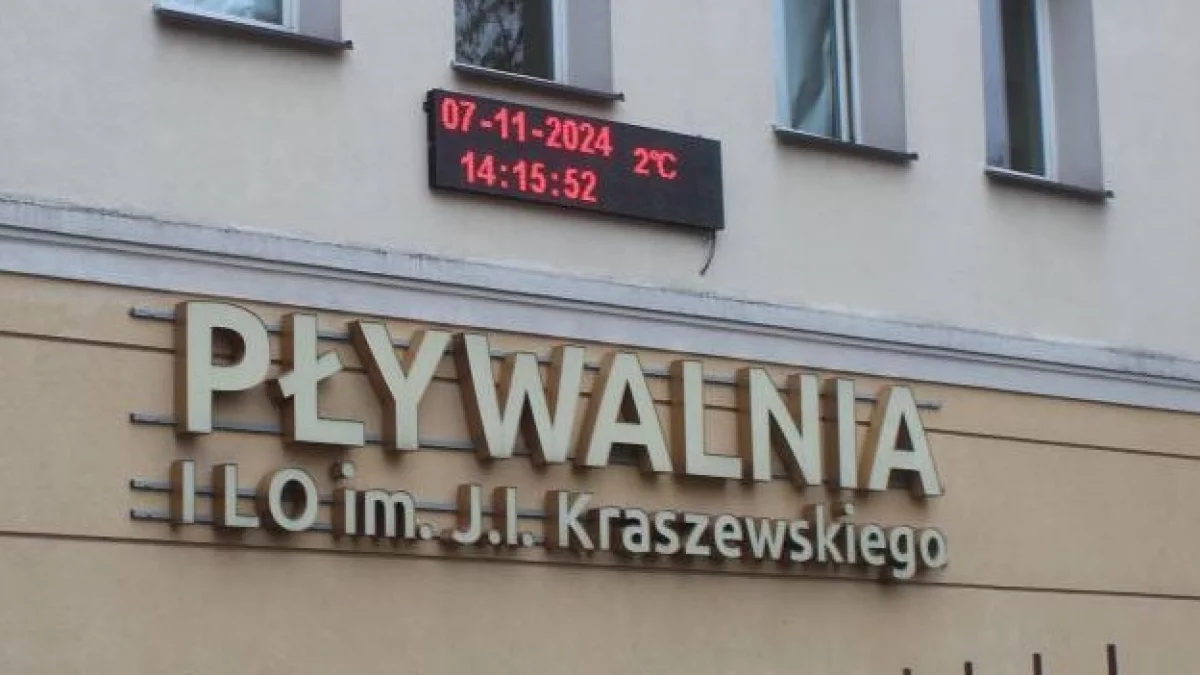 07-11-2024
2°C
14:15:52
PŁYWALNIA
I LO im. J.I. Kraszewskiego